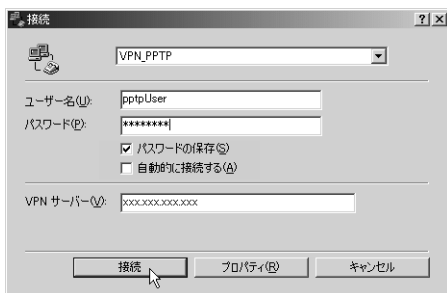 接続
VPN_PPTP
ユーザー名(U): pptpUser
パスワード(P): ********
パスワードの保存(S)
自動的に接続する(A)
VPN サーバー(V): xxx.xxx.xxx.xxx
接続 プロパティ(R) キャンセル